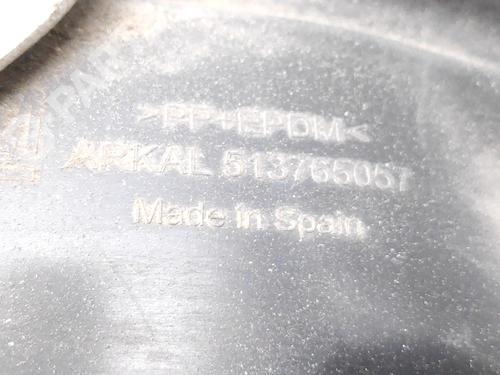 >PP+EPDM<
ARKAL 513765057
Made in Spain